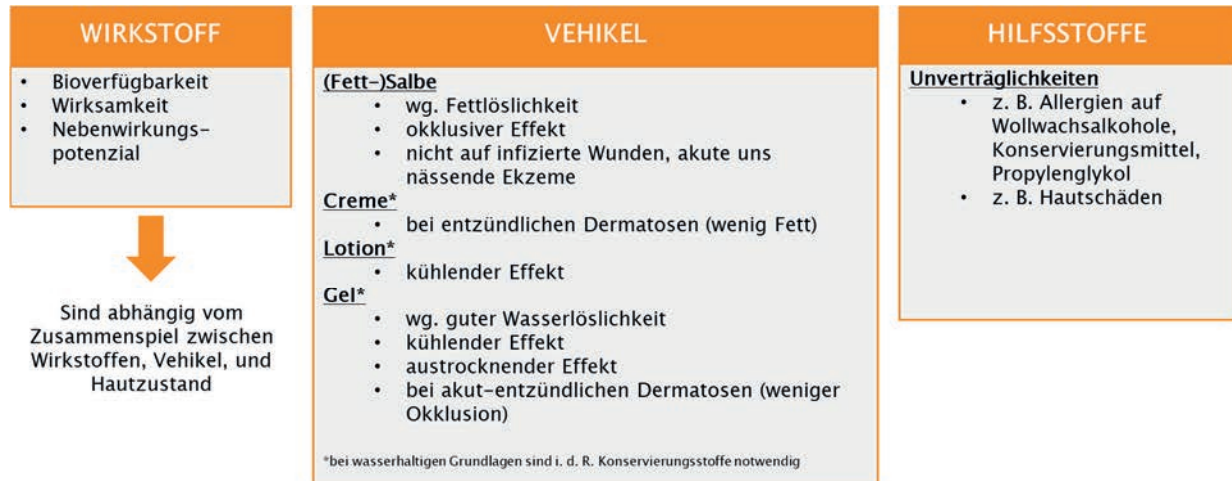 WIRKSTOFF
• Bioverfügbarkeit
• Wirksamkeit
• Nebenwirkungs-
potenzial
Sind abhängig vom
Zusammenspiel zwischen
Wirkstoffen, Vehikel, und
Hautzustand
VEHIKEL
(Fett-)Salbe
• wg. Fettlöslichkeit
• okklusiver Effekt
• nicht auf infizierte Wunden, akute uns
nässende Ekzeme
Creme*
• bei entzündlichen Dermatosen (wenig Fett)
Lotion*
• kühlender Effekt
Gel*
• wg. guter Wasserlöslichkeit
• kühlender Effekt
• austrocknender Effekt
• bei akut-entzündlichen Dermatosen (weniger
Okklusion)
*bei wasserhaltigen Grundlagen sind i. d. R. Konservierungsstoffe notwendig
HILFSSTOFFE
Unverträglichkeiten
• z. B. Allergien auf
Wollwachsalkohole,
Konservierungsmittel,
Propylenglykol
• z. B. Hautschäden